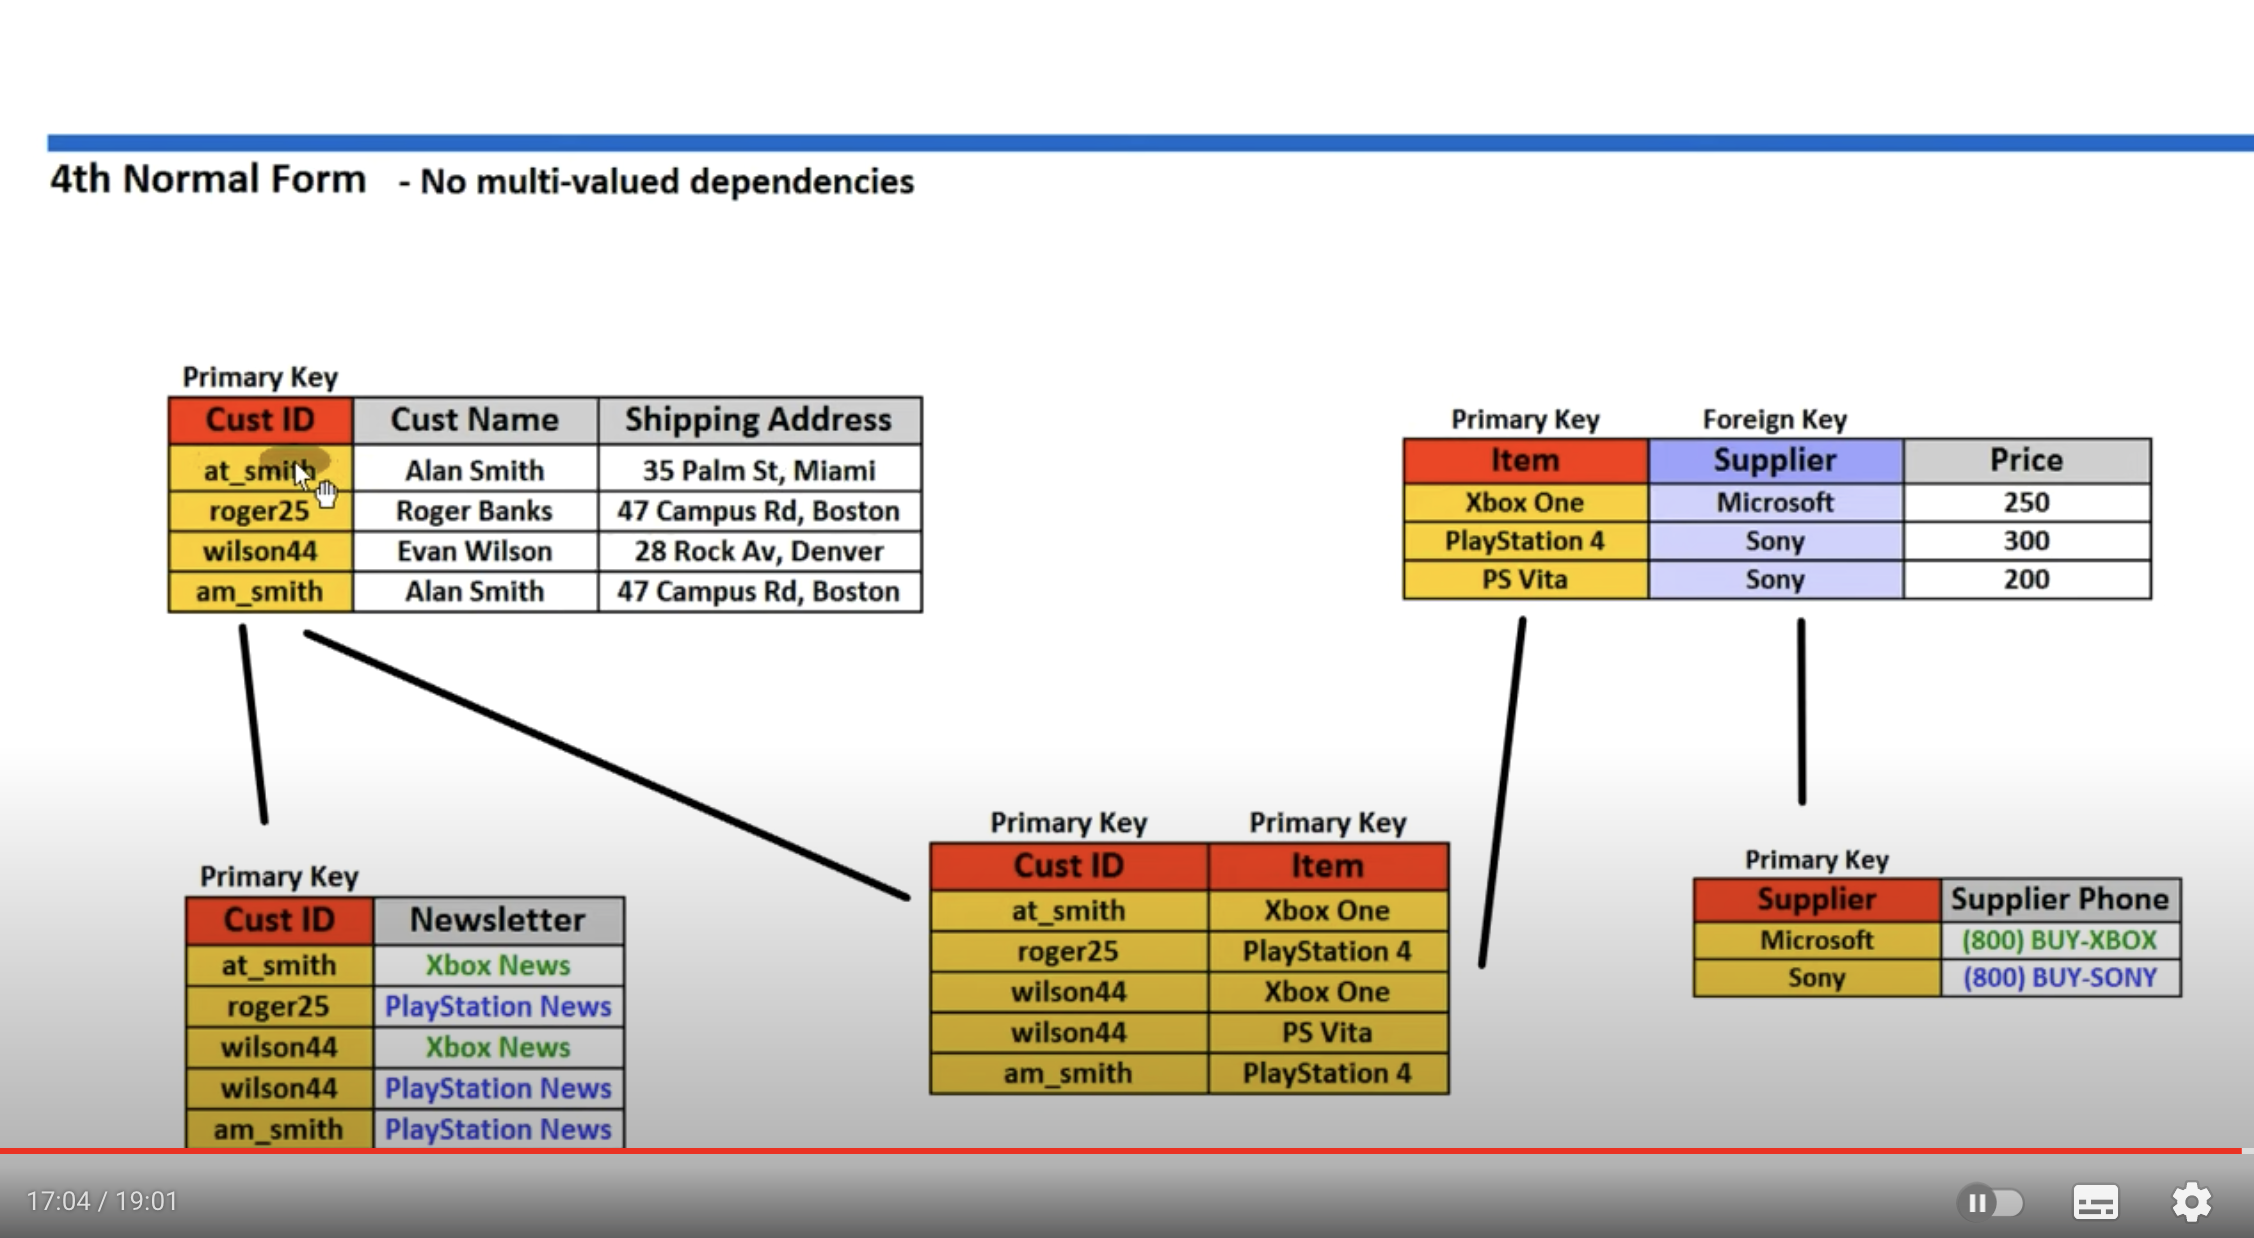 4th Normal Form - No multi-valued dependencies
Primary Key
Cust ID Cust Name Shipping Address
at_smith Alan Smith 35 Palm St, Miami
roger25 Roger Banks 47 Campus Rd, Boston
wilson44 Evan Wilson 28 Rock Av, Denver
am_smith Alan Smith 47 Campus Rd, Boston
Primary Key Foreign Key
Item Supplier Price
Xbox One Microsoft 250
PlayStation 4 Sony 300
PS Vita Sony 200
Primary Key
Cust ID Newsletter
at_smith Xbox News
roger25 PlayStation News
wilson44 Xbox News
wilson44 PlayStation News
am_smith PlayStation News
Primary Key Primary Key
Cust ID Item
at_smith Xbox One
roger25 PlayStation 4
wilson44 Xbox One
wilson44 PS Vita
am_smith PlayStation 4
Primary Key
Supplier Supplier Phone
Microsoft (800) BUY-XBOX
Sony (800) BUY-SONY
17:04 / 19:01